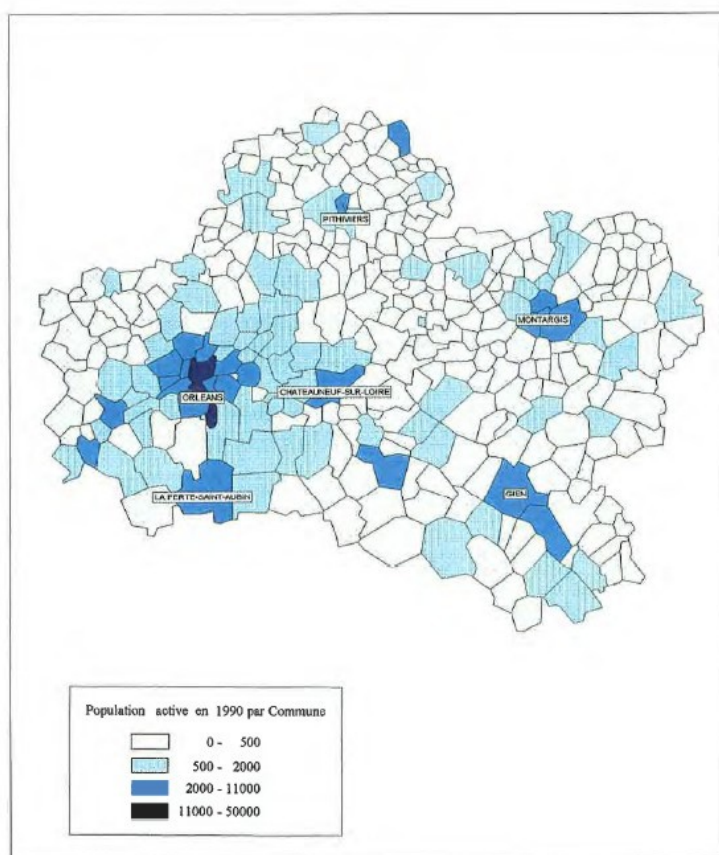 PITHIVIERS
MONTARGIS
CHATEAUNEUF-SUR-LOIRE
ORLEANS
LA FERTE-SAINT-AUBIN
GIEN
Population active en 1990 par Commune
0 - 500
500 - 2000
2000 - 11000
11000 - 50000